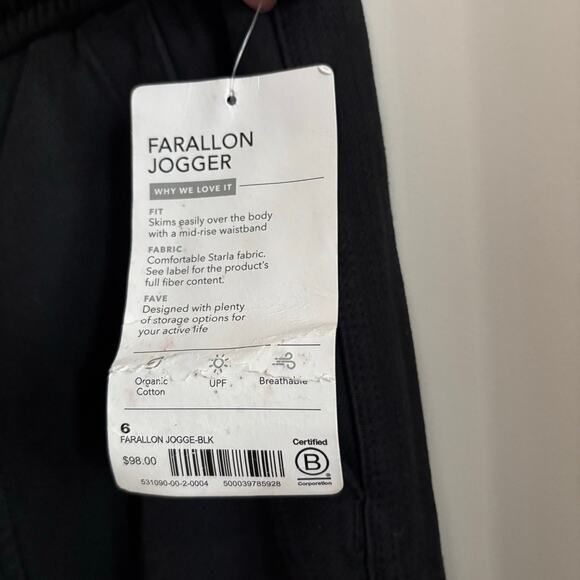 FARALLON
JOGGER
WHY WE LOVE IT
FIT
Skims easily over the body
with a mid-rise waistband
FABRIC
Comfortable Starla fabric.
See label for the product's
full fiber content.
FAVE
Designed with plenty
of storage options for
your active life
Organic
Cotton
UPF
Breathable
6
FARALLON JOGGE-BLK
$98.00
531090-00-2-0004 500039785928
Certified
B
Corporation